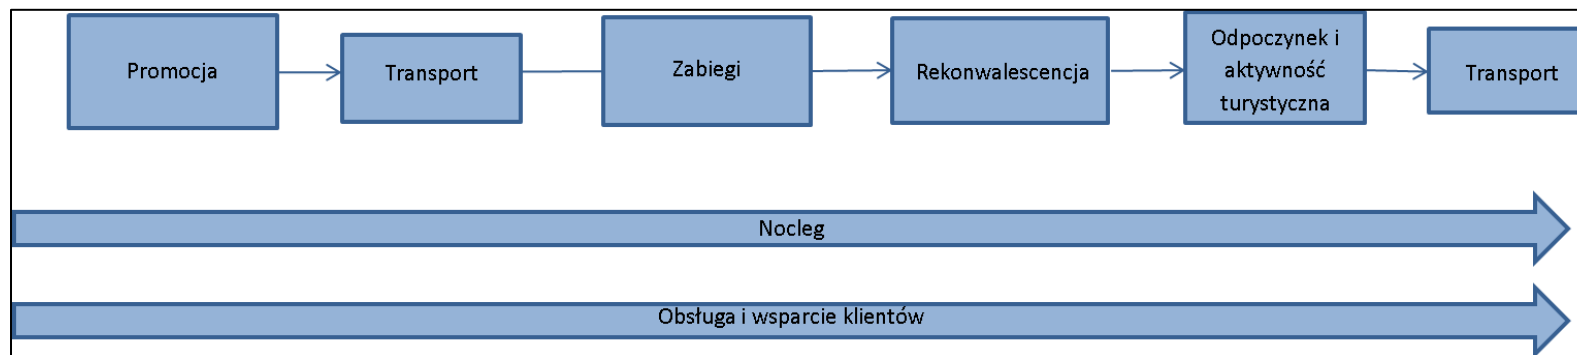 Promocja
Transport
Zabiegi
Rekonwalescencja
Odpoczynek i
aktywność
turystyczna
Transport
Nocleg
Obsługa i wsparcie klientów